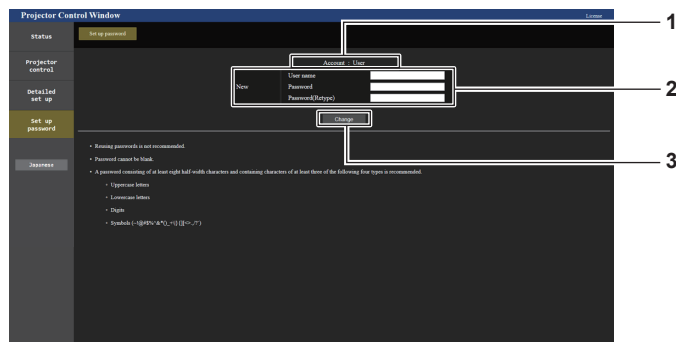 Projector Control Window
License
1
Status
Set up password
Projector
control
Account : User
User name
New
Password
2
Password(Retype)
Detailed
set up
Set up
password
Change
3
• Reusing passwords is not recommended.
• Password cannot be blank.
• A password consisting of at least eight half-width characters and containing characters of at least three of the following four types is recommended.
• Uppercase letters
• Lowercase letters
• Digits
• Symbols
Japanese